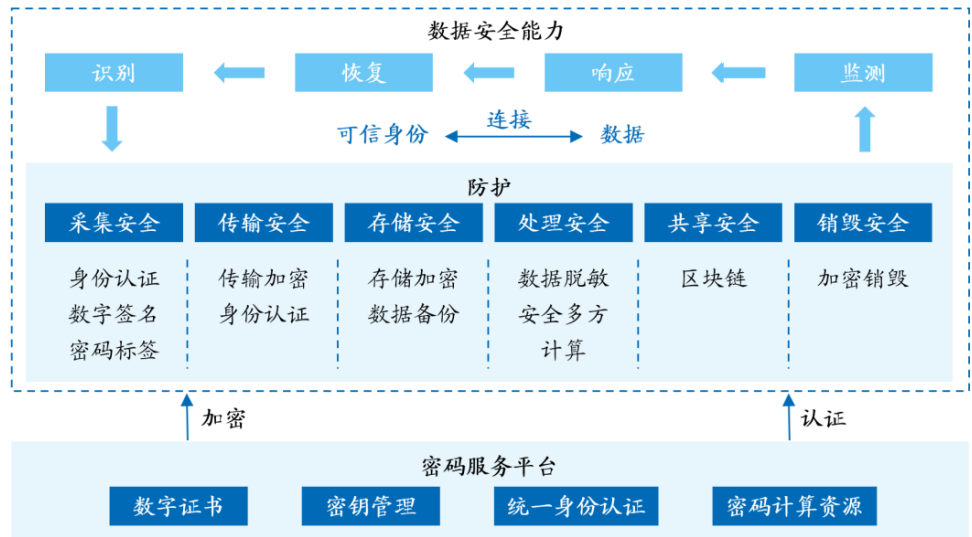 数据安全能力
识别 恢复 响应 监测
连接
可信身份 数据
防护
采集安全 传输安全 存储安全 处理安全 共享安全 销毁安全
身份认证 传输加密 存储加密 数据脱敏 区块链 加密销毁
数字签名 身份认证 数据备份 安全多方
密码标签 计算
加密 认证
密码服务平台
数字证书 密钥管理 统一身份认证 密码计算资源